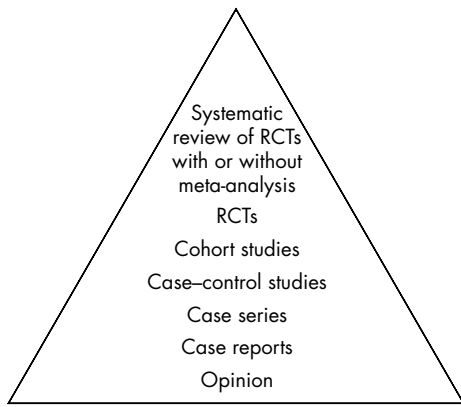 Systematic
review of RCTs
with or without
meta-analysis
RCTs
Cohort studies
Case–control studies
Case series
Case reports
Opinion